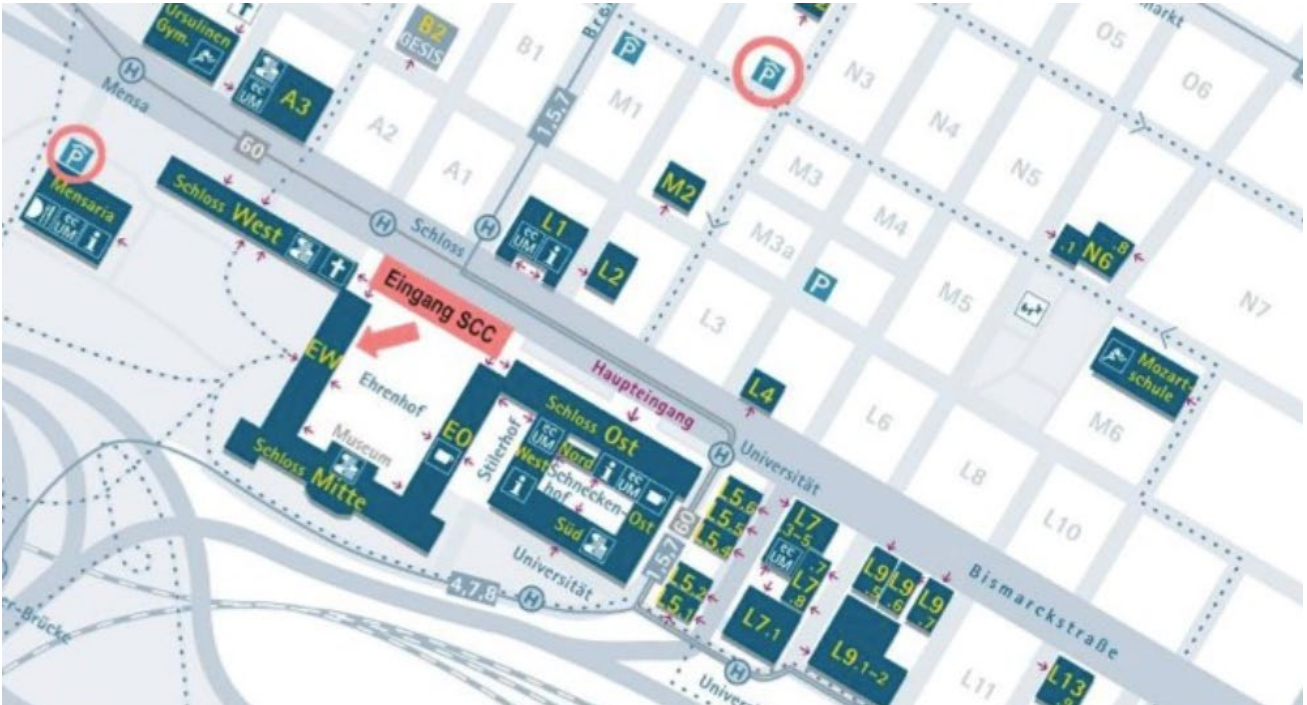 Ursulinen
Gym.
B2
GESIS
B1
M1
P
P
N3
O5
O6
A3
ec
UM
H
Mensa
60
A2
A1
1,5,7
M3
N4
N5
M2
M4
M3a
P
P
Mensaria
ec
UM
i
Schloss West
H
Schloss
H
L1
ec
UM
i
L2
.1
N6
.8
N7
M5
Eingang SCC
L3
Mozart-
schule
M6
EW
Ehrenhof
Haupteingang
L4
L6
L8
L10
EO
Museum
Schloss Mitte
Stilerhof
Schloss Ost
ec
UM
West
Nord
i
ec
UM
Schnecken-
hof
Ost
i
Süd
H
Universität
L5.6
L5.5
L5.4
L5.2
L5.1
1,5,7
60
L7
3-5
ec
UM
.7
L7
.8
L7.1
L9
.5
L9
.6
L9
.7
L9.1-2
Bismarckstraße
Universität
4,7,8
H
er-Brücke
H
L11
L13